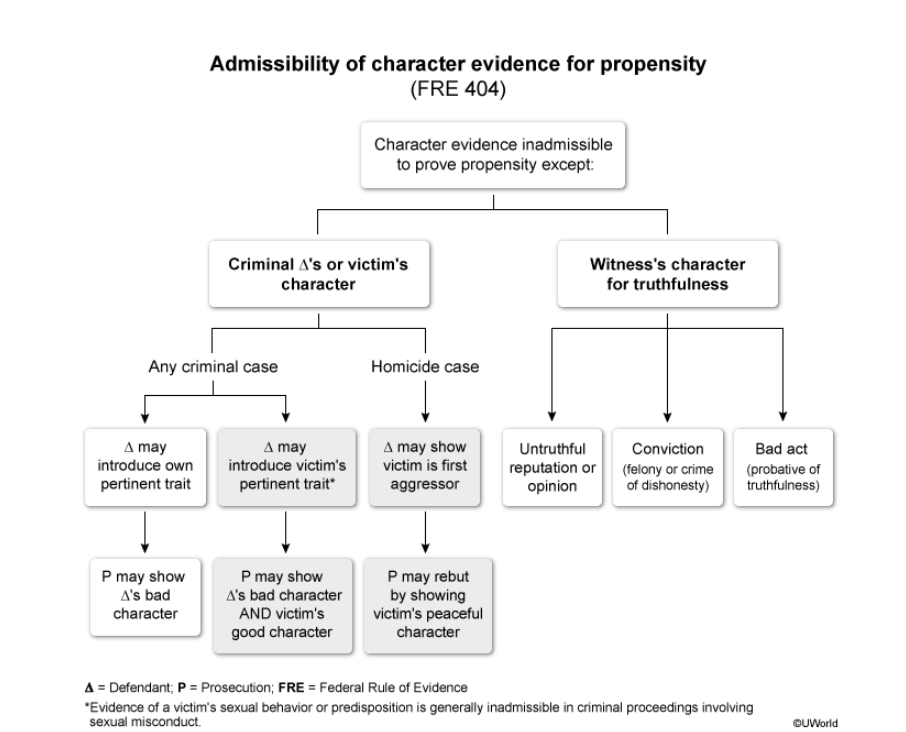 Admissibility of character evidence for propensity
(FRE 404)
Character evidence inadmissible
to prove propensity except:
Criminal Δ's or victim's
character
Witness's character
for truthfulness
Any criminal case
Homicide case
Δ may
introduce own
pertinent trait
Δ may
introduce victim's
pertinent trait*
Δ may show
victim is first
aggressor
Untruthful
reputation or
opinion
Conviction
(felony or crime
of dishonesty)
Bad act
(probative of
truthfulness)
P may show
Δ's bad
character
P may show
Δ's bad character
AND victim's
good character
P may rebut
by showing
victim's peaceful
character
Δ = Defendant; P = Prosecution; FRE = Federal Rule of Evidence
*Evidence of a victim's sexual behavior or predisposition is generally inadmissible in criminal proceedings involving
sexual misconduct.
©UWorld